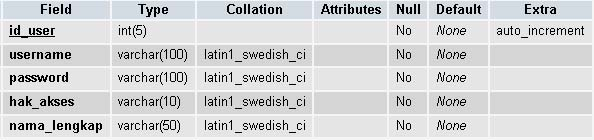 Field Type Collation Attributes Null Default Extra
id_user int(5) No None auto_increment
username varchar(100) latin1_swedish_ci No None
password varchar(100) latin1_swedish_ci No None
hak_akses varchar(10) latin1_swedish_ci No None
nama_lengkap varchar(50) latin1_swedish_ci No None